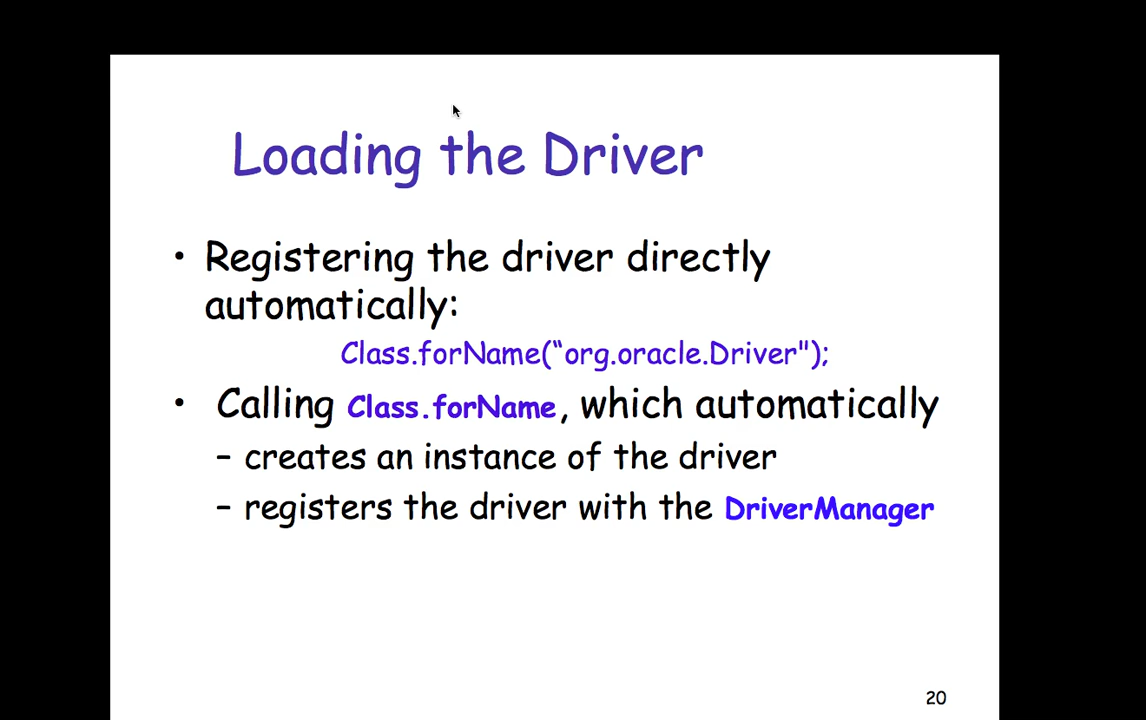 Loading the Driver
• Registering the driver directly
automatically:
Class.forName(“org.oracle.Driver");
• Calling Class.forName, which automatically
– creates an instance of the driver
– registers the driver with the DriverManager
20